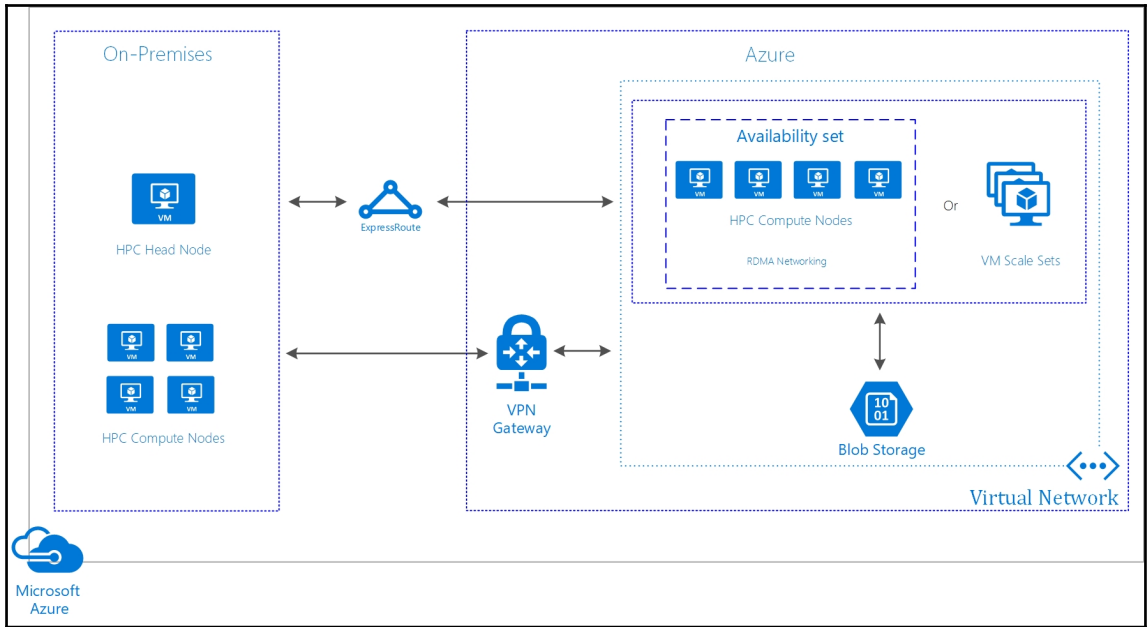 On-Premises
VM
HPC Head Node
VM
VM
VM
VM
HPC Compute Nodes
ExpressRoute
Azure
Availability set
VM
VM
VM
VM
HPC Compute Nodes
RDMA Networking
Or
VM Scale Sets
VPN
Gateway
10
01
Blob Storage
Virtual Network
Microsoft
Azure